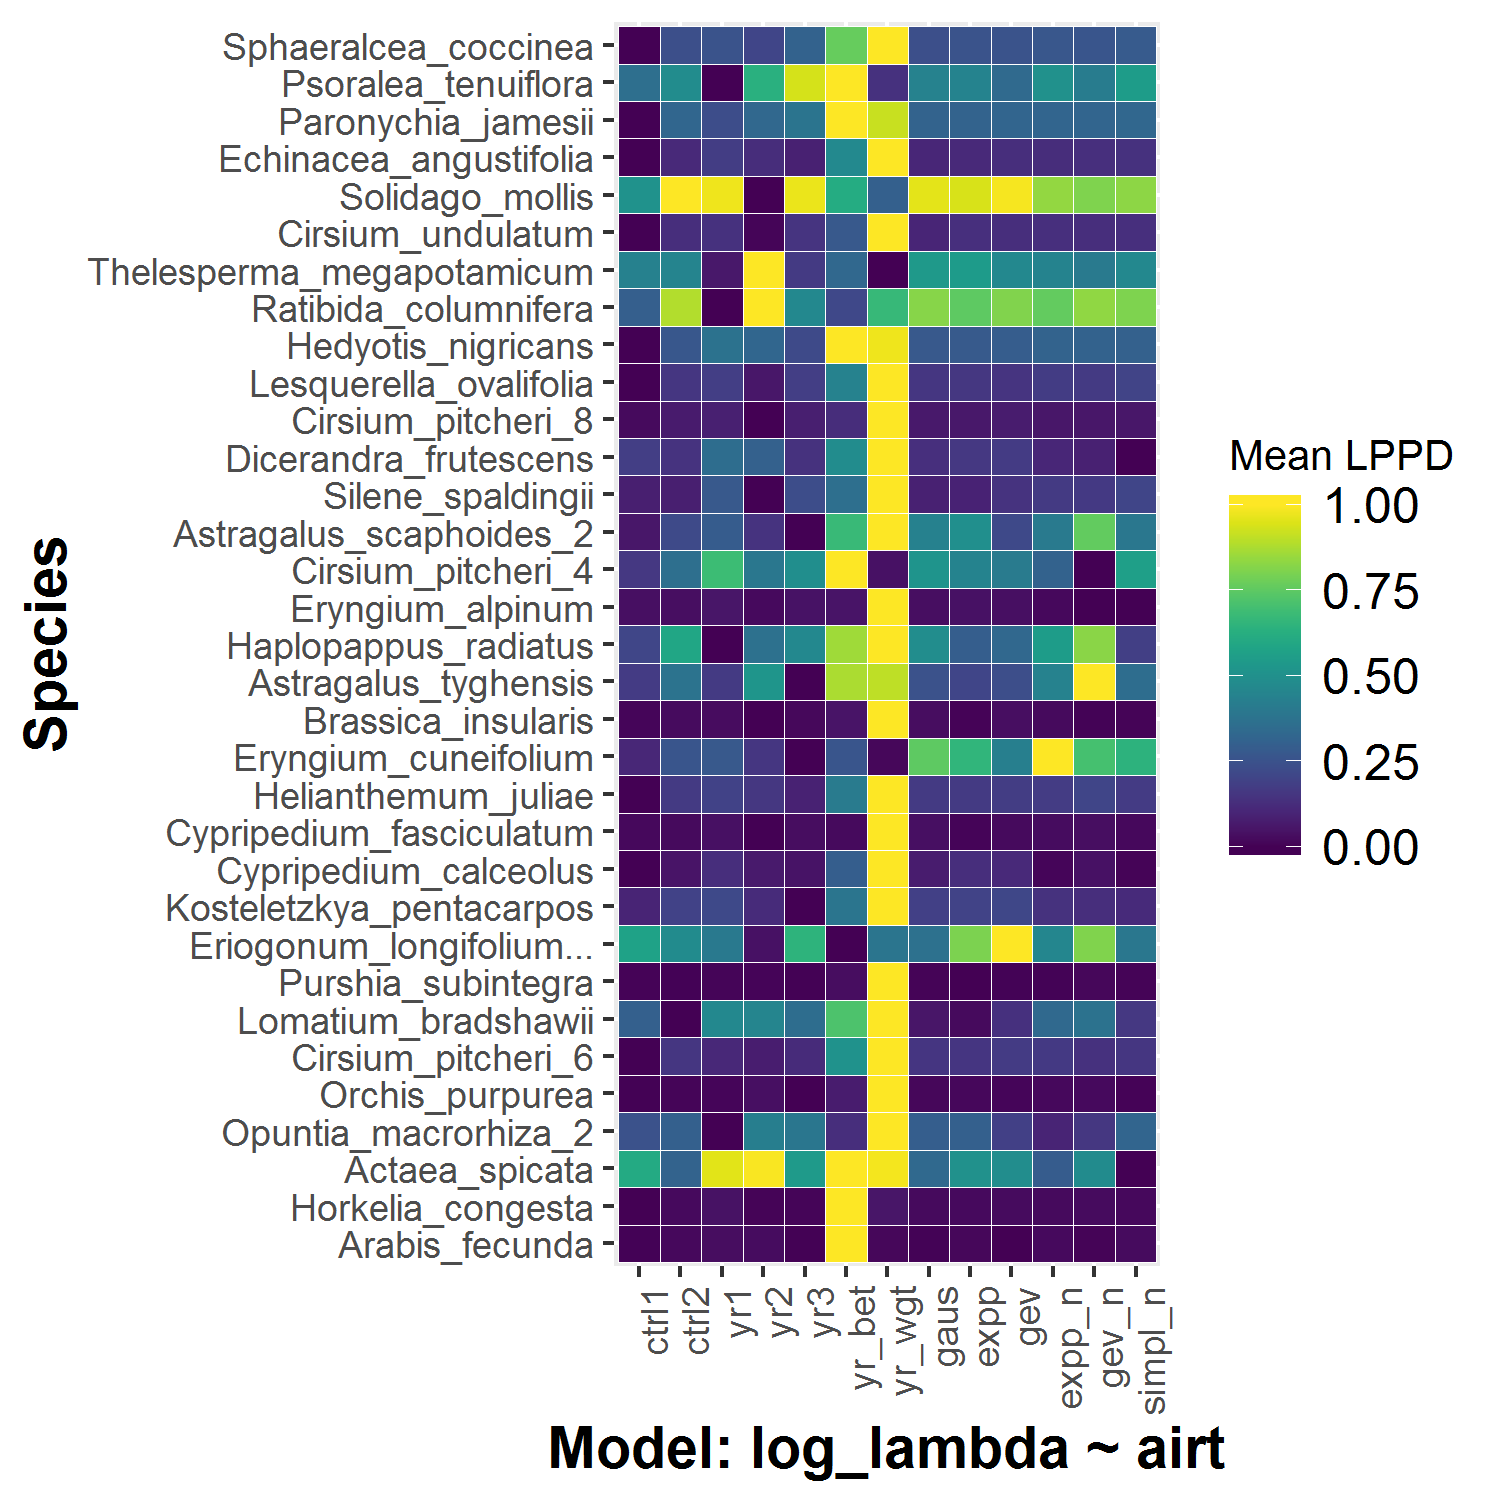 Sphaeralcea_coccinea
Psoralea_tenuiflora
Paronychia_jamesii
Echinacea_angustifolia
Solidago_mollis
Cirsium_undulatum
Thelesperma_megapotamicum
Ratibida_columnifera
Hedyotis_nigricans
Lesquerella_ovalifolia
Cirsium_pitcheri_8
Dicerandra_frutescens
Silene_spaldingii
Astragalus_scaphoides_2
Cirsium_pitcheri_4
Eryngium_alpinum
Haplopappus_radiatus
Astragalus_tyghensis
Brassica_insularis
Eryngium_cuneifolium
Helianthemum_juliae
Cypripedium_fasciculatum
Cypripedium_calceolus
Kosteletzkya_pentacarpos
Eriogonum_longifolium...
Purshia_subintegra
Lomatium_bradshawii
Cirsium_pitcheri_6
Orchis_purpurea
Opuntia_macrorhiza_2
Actaea_spicata
Horkelia_congesta
Arabis_fecunda
Species
ctrl1
ctrl2
yr1
yr2
yr3
yr_bet
yr_wgt
gaus
expp
gev
expp_n
gev_n
simpl_n
Model: log_lambda ~ airt
Mean LPPD
1.00
0.75
0.50
0.25
0.00